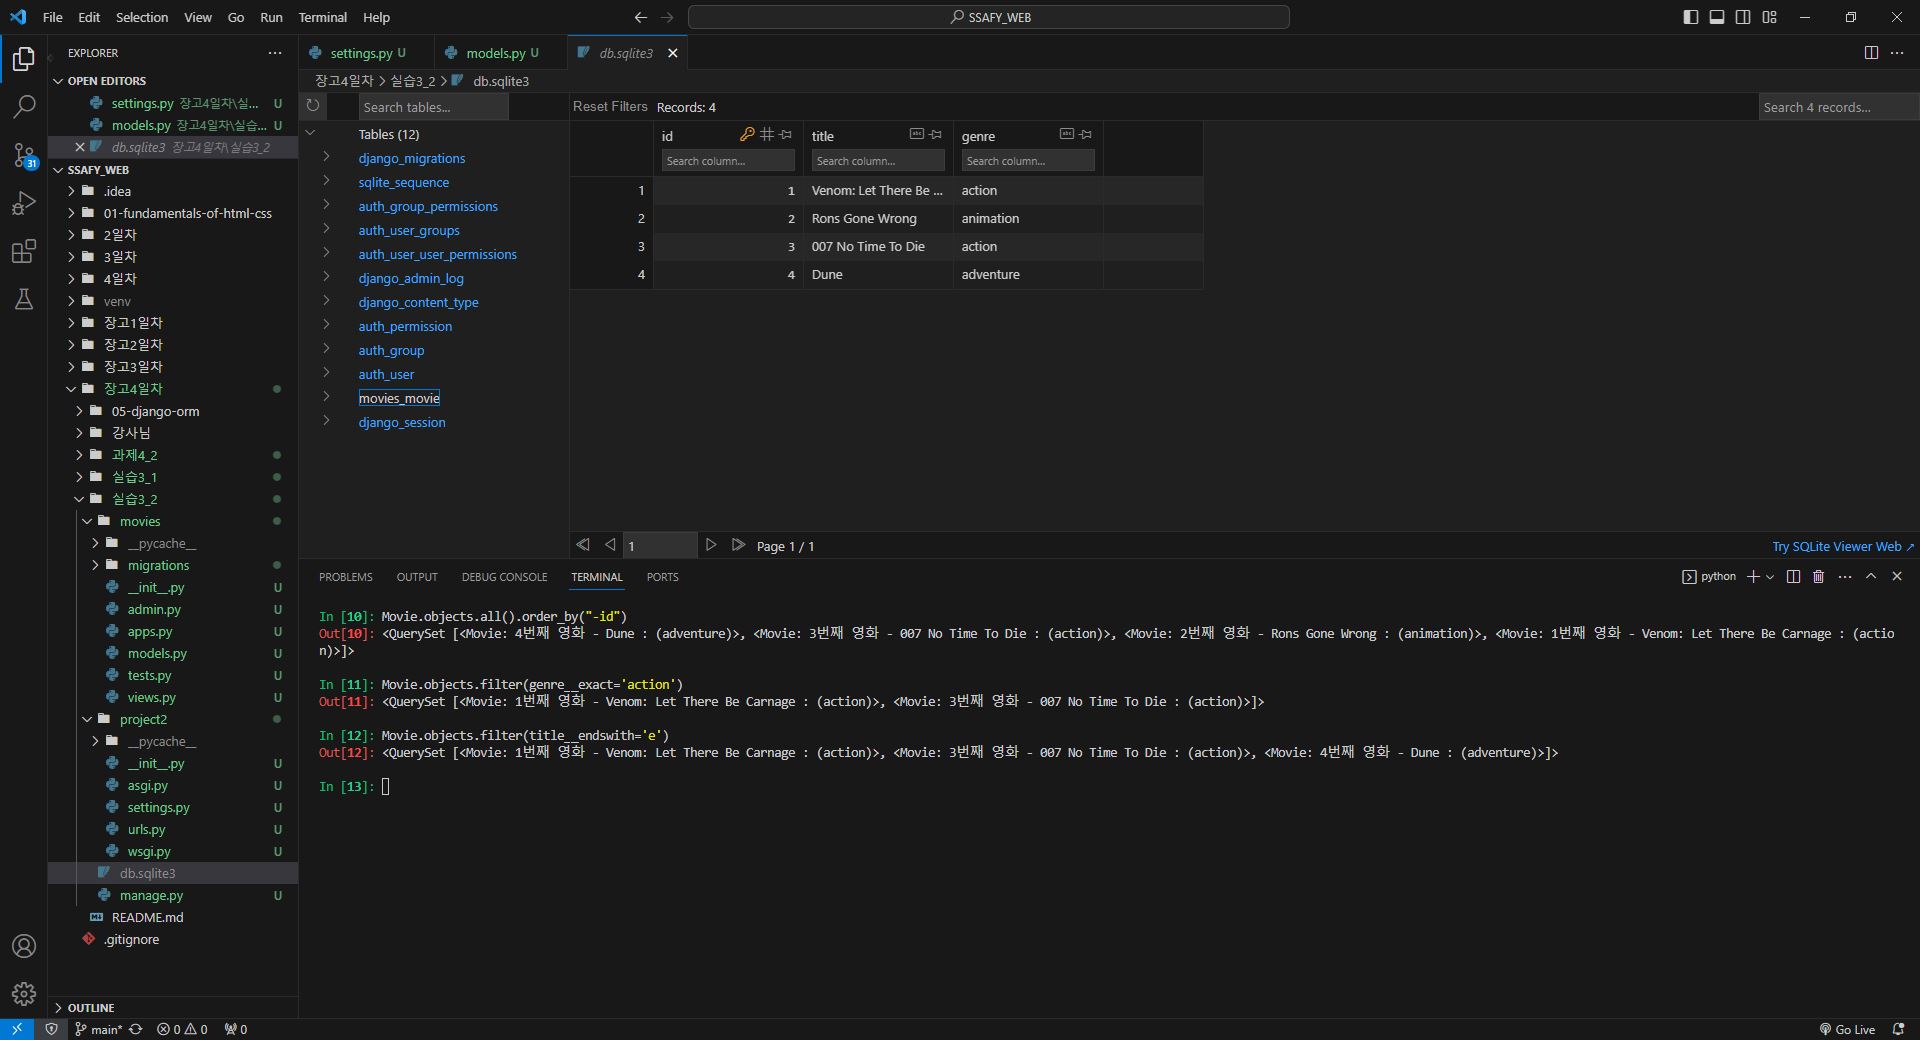 File Edit Selection View Go Run Terminal Help
SSAFY_WEB
EXPLORER
OPEN EDITORS
settings.py 장고4일차\실... U
models.py 장고4일차\실습... U
db.sqlite3 장고4일차\실습3_2
SSAFY_WEB
.idea
01-fundamentals-of-html-css
2일차
3일차
4일차
venv
장고1일차
장고2일차
장고3일차
장고4일차
05-django-orm
강사님
과제4_2
실습3_1
실습3_2
movies
__pycache__
migrations
__init__.py U
admin.py U
apps.py U
models.py U
tests.py U
views.py U
project2
__pycache__
__init__.py U
asgi.py U
settings.py U
urls.py U
wsgi.py U
db.sqlite3
manage.py U
README.md
.gitignore
OUTLINE
31
settings.py U models.py U db.sqlite3
장고4일차 > 실습3_2 > db.sqlite3
Search tables...
Tables (12)
django_migrations
sqlite_sequence
auth_group_permissions
auth_user_groups
auth_user_user_permissions
django_admin_log
django_content_type
auth_permission
auth_group
auth_user
movies_movie
django_session
Reset Filters Records: 4 Search 4 records...
id title genre
Search column... Search column... Search column...
1 1 Venom: Let There Be ... action
2 2 Rons Gone Wrong animation
3 3 007 No Time To Die action
4 4 Dune adventure
1 Page 1 / 1 Try SQLite Viewer Web ↗
PROBLEMS OUTPUT DEBUG CONSOLE TERMINAL PORTS python
In [10]: Movie.objects.all().order_by("-id")
Out[10]: <QuerySet [<Movie: 4번째 영화 - Dune : (adventure)>, <Movie: 3번째 영화 - 007 No Time To Die : (action)>, <Movie: 2번째 영화 - Rons Gone Wrong : (animation)>, <Movie: 1번째 영화 - Venom: Let There Be Carnage : (actio
n)>]>
In [11]: Movie.objects.filter(genre__exact='action')
Out[11]: <QuerySet [<Movie: 1번째 영화 - Venom: Let There Be Carnage : (action)>, <Movie: 3번째 영화 - 007 No Time To Die : (action)>]>
In [12]: Movie.objects.filter(title__endswith='e')
Out[12]: <QuerySet [<Movie: 1번째 영화 - Venom: Let There Be Carnage : (action)>, <Movie: 3번째 영화 - 007 No Time To Die : (action)>, <Movie: 4번째 영화 - Dune : (adventure)>]>
In [13]:
main* 0 0 0 Go Live